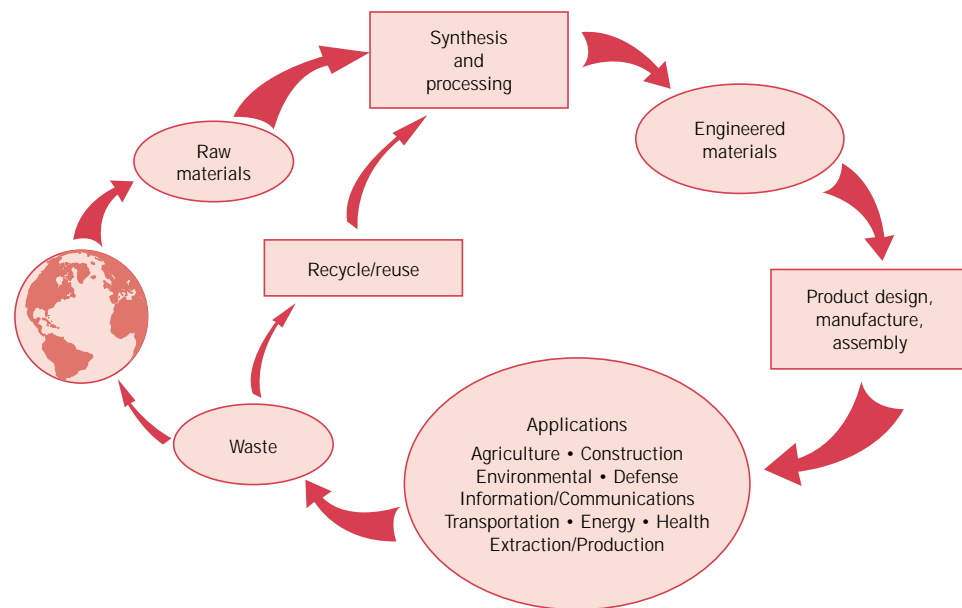 Synthesis
and
processing
Raw
materials
Engineered
materials
Recycle/reuse
Product design,
manufacture,
assembly
Waste
Applications
Agriculture • Construction
Environmental • Defense
Information/Communications
Transportation • Energy • Health
Extraction/Production